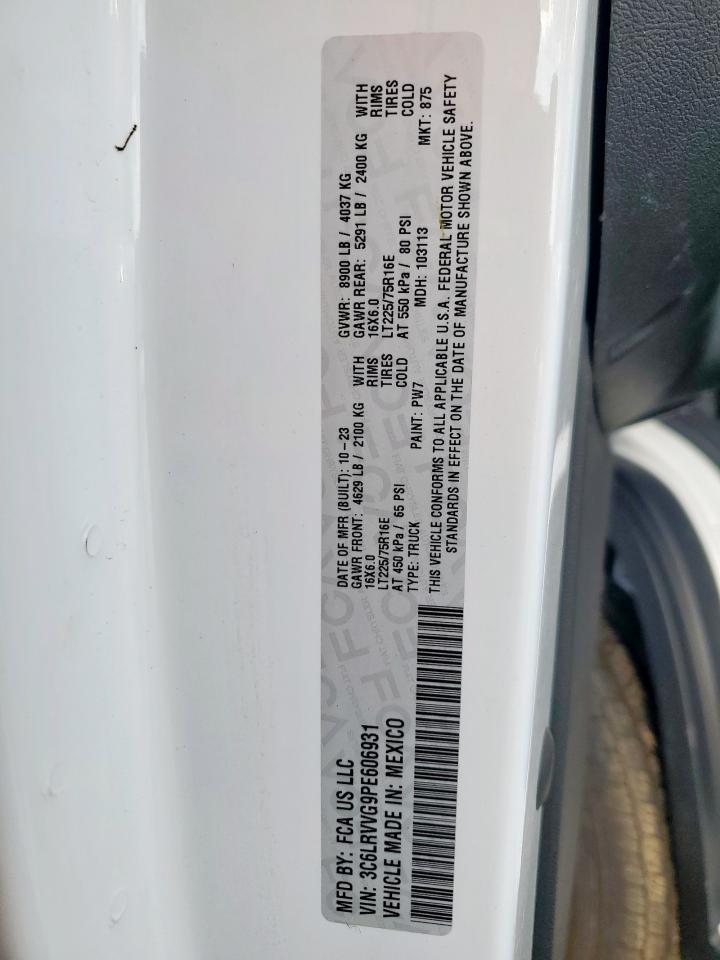 MFD BY: FCA US LLC
VIN: 3C6LRVVG9PE606931
VEHICLE MADE IN: MEXICO
DATE OF MFR (BUILT): 10-23
GVWR: 8900 LB / 4037 KG
GAWR FRONT: 4629 LB / 2100 KG WITH
16X6.0 RIMS
LT225/75R16E TIRES
AT 450 kPa / 65 PSI COLD
GAWR REAR: 5291 LB / 2400 KG WITH
16X6.0 RIMS
LT225/75R16E TIRES
AT 550 kPa / 80 PSI COLD
TYPE: TRUCK PAINT: PW7 MDH: 103113 MKT: 875
THIS VEHICLE CONFORMS TO ALL APPLICABLE U.S.A. FEDERAL MOTOR VEHICLE SAFETY
STANDARDS IN EFFECT ON THE DATE OF MANUFACTURE SHOWN ABOVE.